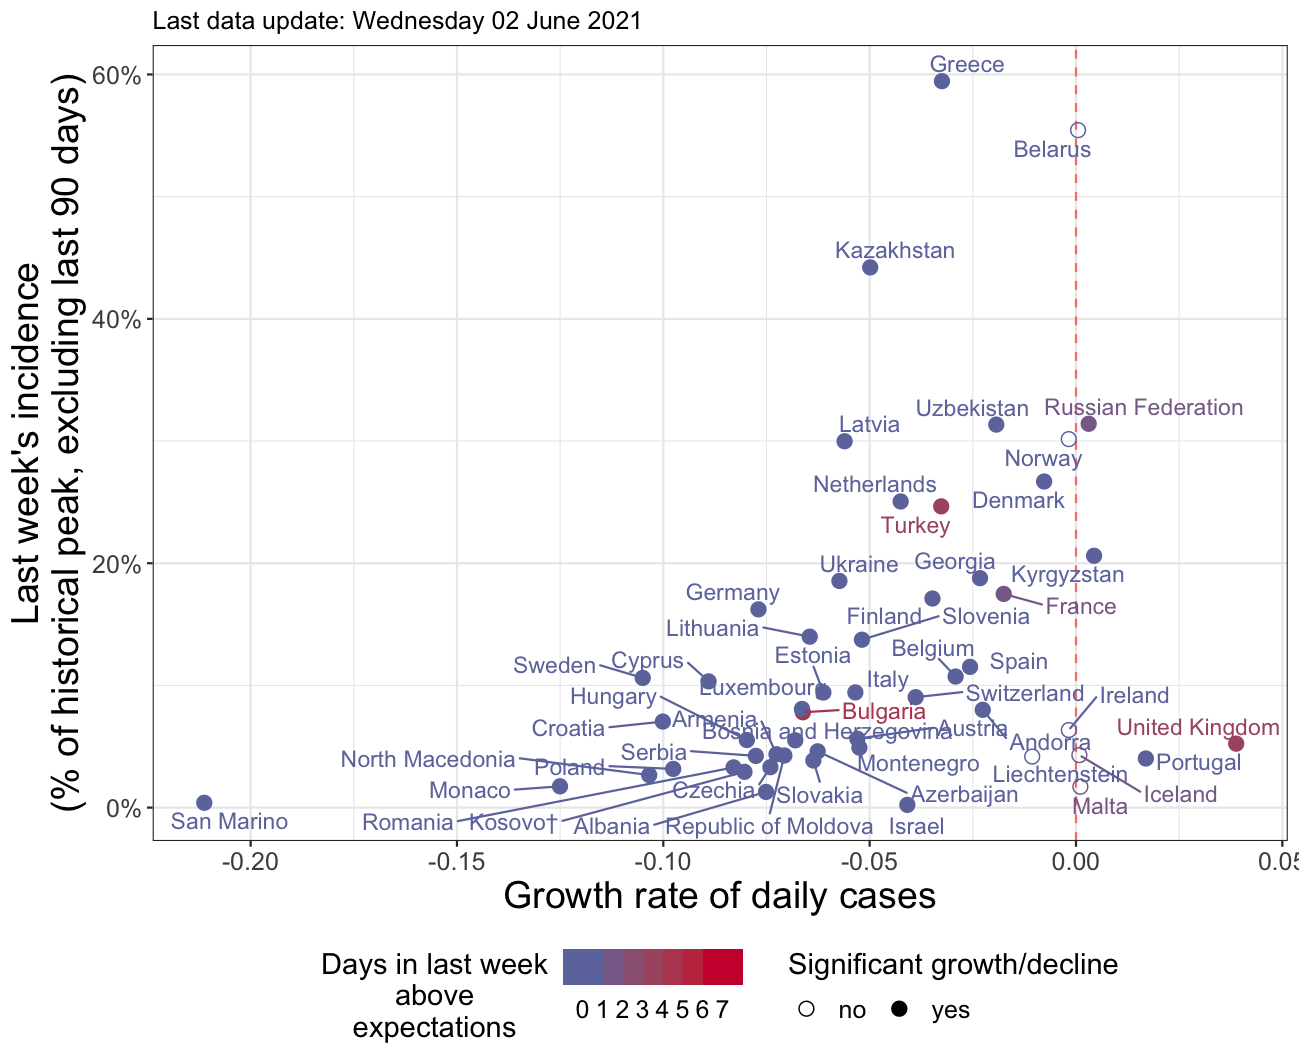 Last data update: Wednesday 02 June 2021
Last week's incidence
(% of historical peak, excluding last 90 days)
60%
40%
20%
0%
Greece
Belarus
Kazakhstan
Uzbekistan
Russian Federation
Latvia
Norway
Netherlands
Denmark
Turkey
Ukraine
Georgia
Kyrgyzstan
Germany
France
Finland
Slovenia
Lithuania
Estonia
Belgium
Spain
Sweden
Cyprus
Luxembourg
Italy
Hungary
Switzerland
Ireland
Bulgaria
Croatia
Armenia
Bosnia and Herzegovina
Austria
United Kingdom
Andorra
Serbia
North Macedonia
Poland
Montenegro
Portugal
Liechtenstein
Monaco
Czechia
Slovakia
Azerbaijan
Iceland
Malta
San Marino
Romania
Kosovo†
Albania
Republic of Moldova
Israel
-0.20
-0.15
-0.10
-0.05
0.00
0.05
Growth rate of daily cases
Days in last week
above
expectations
0 1 2 3 4 5 6 7
Significant growth/decline
no
yes